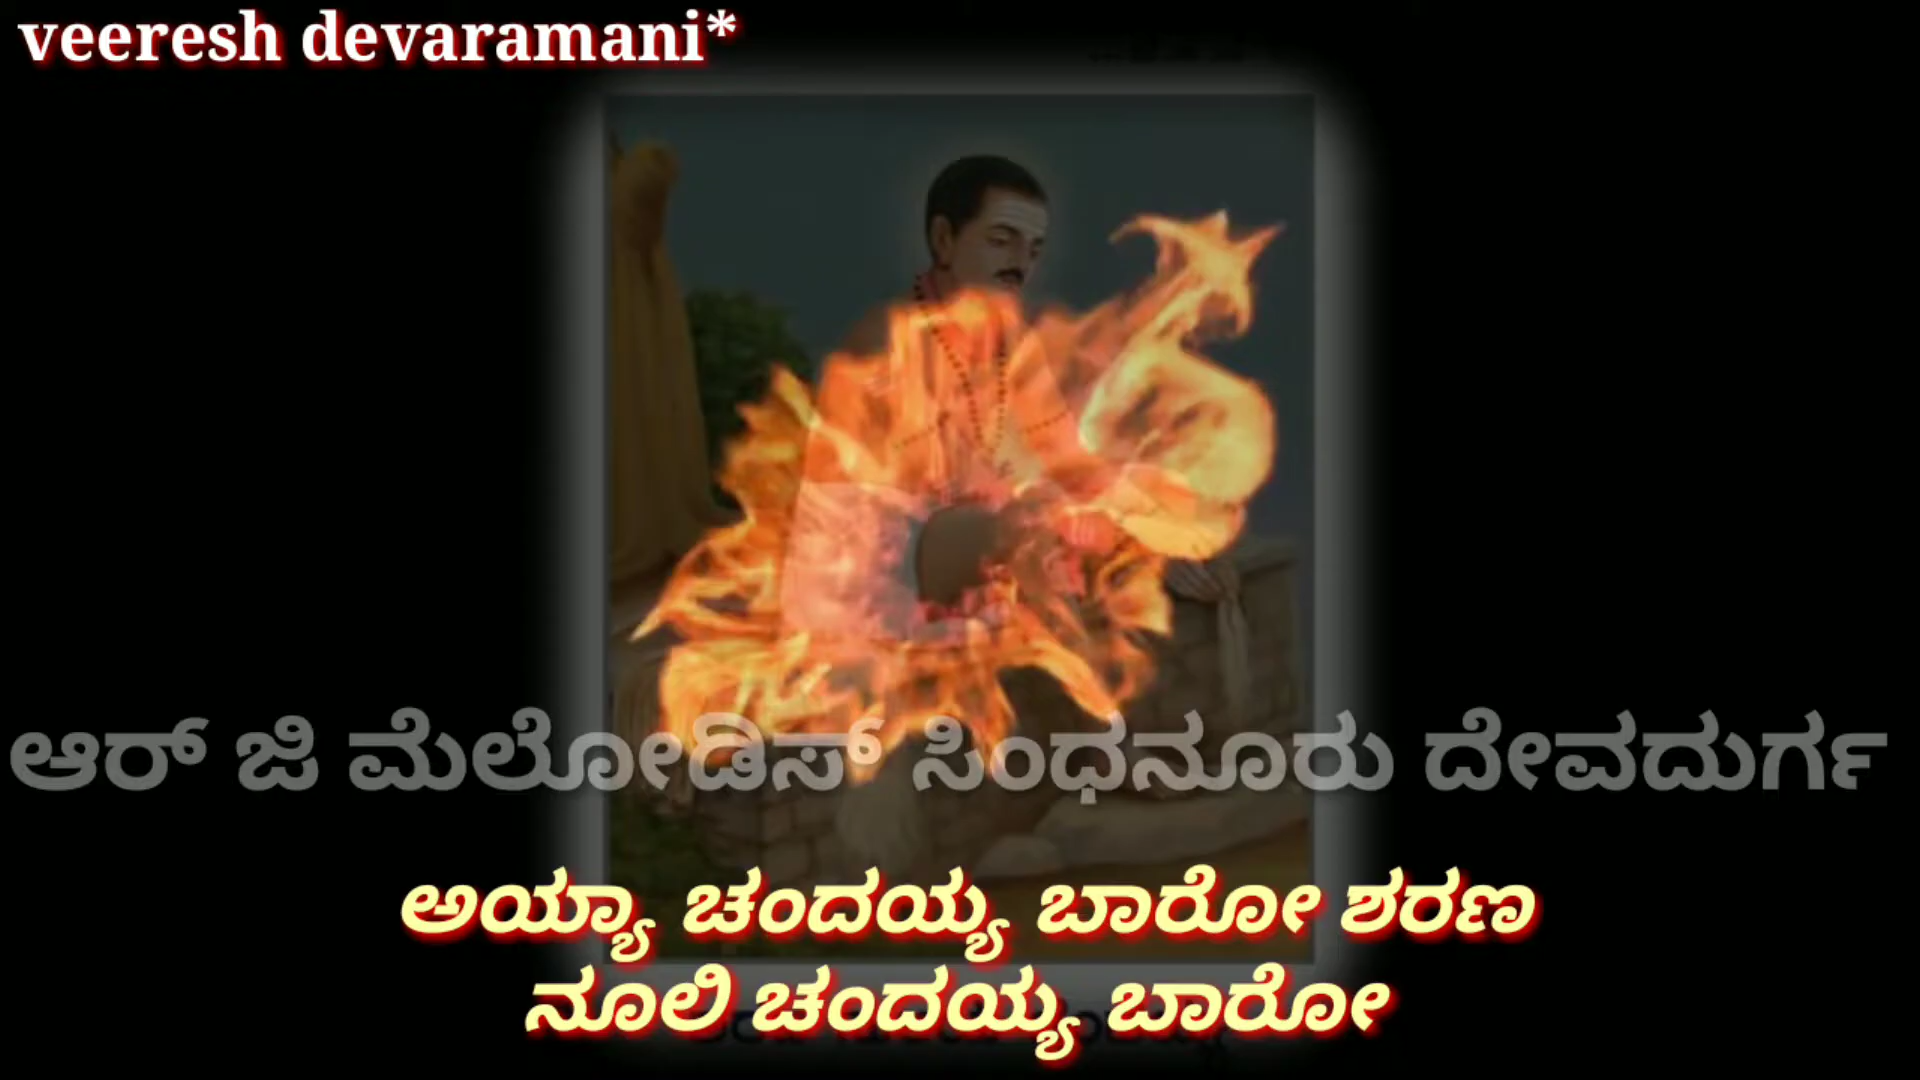 veeresh devaramani*
ಆರ್ ಜಿ ಮೆಲೋಡಿಸ್ ಸಿಂಧನೂರು ದೇವದುರ್ಗ
ಅಯ್ಯಾ ಚಂದಯ್ಯ ಬಾರೋ ಶರಣ
ನೂಲಿ ಚಂದಯ್ಯ ಬಾರೋ